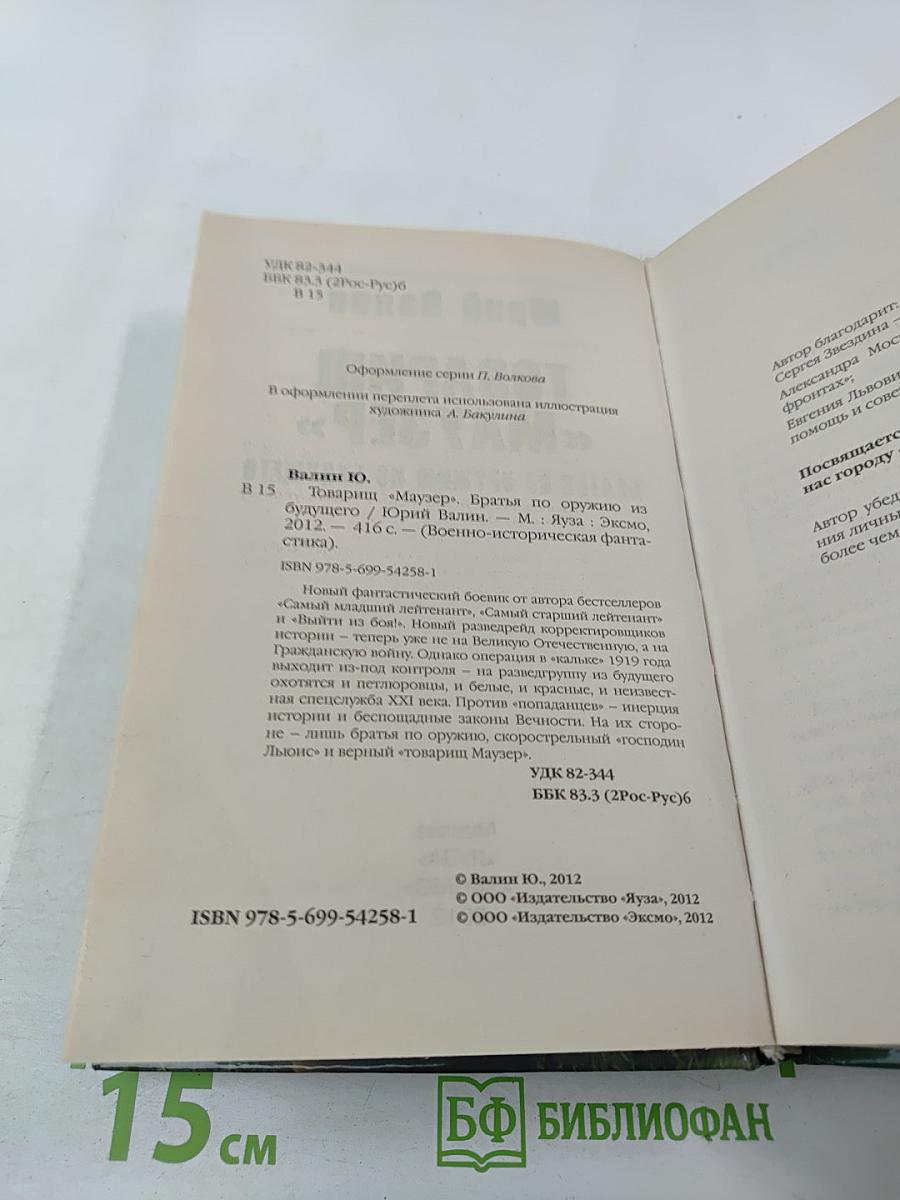 УДК 82-344
ББК 83.3 (2Рос-Рус)6
В 15
Оформление серии П. Волкова
В оформлении переплета использована иллюстрация
художника А. Бакулина
Валин Ю.
В 15 Товарищ «Маузер». Братья по оружию из
будущего / Юрий Валин. — М. : Яуза : Эксмо,
2012. — 416 с. — (Военно-историческая фанта-
стика).
ISBN 978-5-699-54258-1
Новый фантастический боевик от автора бестселлеров
«Самый младший лейтенант», «Самый старший лейтенант»
и «Выйти из боя!». Новый разведрейд корректировщиков
истории – теперь уже не на Великую Отечественную, а на
Гражданскую войну. Однако операция в «кальке» 1919 года
выходит из-под контроля – на разведгруппу из будущего
охотятся и петлюровцы, и белые, и красные, и неизвест-
ная спецслужба XXI века. Против «попаданцев» – инерция
истории и беспощадные законы Вечности. На их сторо-
не – лишь братья по оружию, скорострельный «господин
Льюис» и верный «товарищ Маузер».
УДК 82-344
ББК 83.3 (2Рос-Рус)6
© Валин Ю., 2012
© ООО «Издательство «Яуза», 2012
ISBN 978-5-699-54258-1 © ООО «Издательство «Эксмо», 2012
Автор благодарит:
Сергея Звездина –
Александра Мос
фронтах»;
Евгения Львови
помощь и сове
Посвящаетс
нас городу
Автор убед
ния личны
более чем
15 см
БФ БИБЛИОФАН